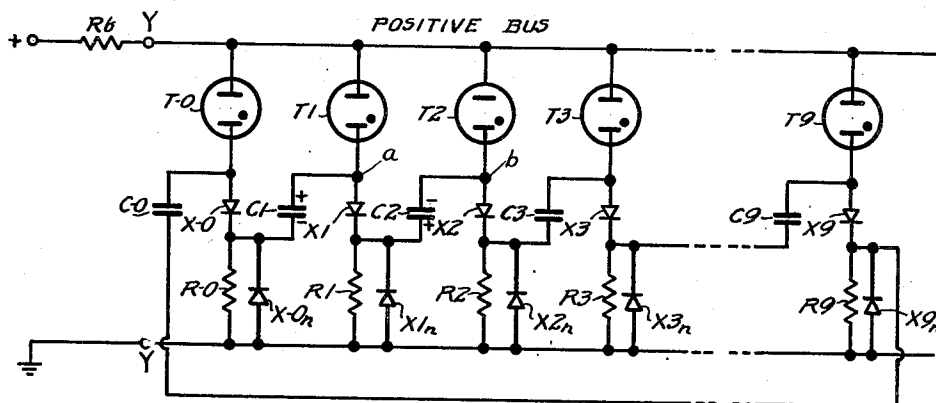 POSITIVE BUS
+ Rb Y
T-0 T1 T2 T3 T9
a b
C-0 X-0 C1 + - X1 C2 - + X2 C3 X3 C9 X9
R-0 X-0n R1 X1n R2 X2n R3 X3n R9 X9n
Y